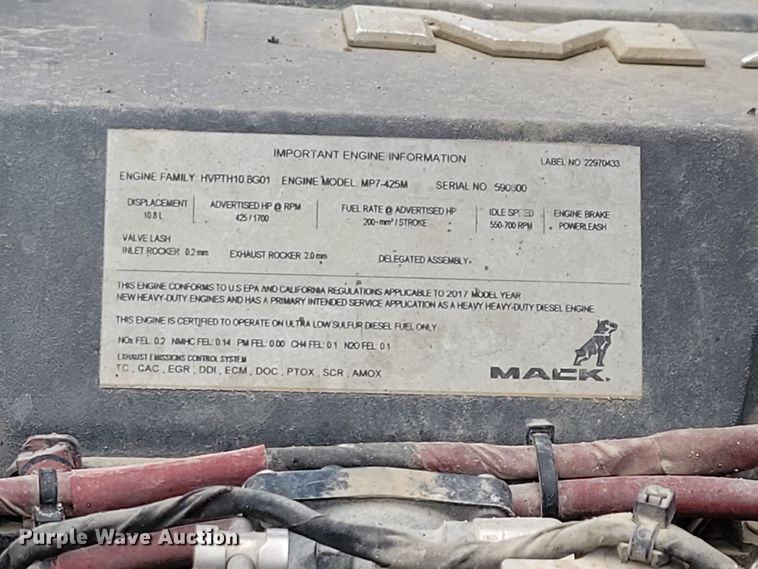 IMPORTANT ENGINE INFORMATION LABEL NO 22970433
ENGINE FAMILY: HVPTH10.8G01 ENGINE MODEL: MP7-425M SERIAL NO.
DISPLACEMENT ADVERTISED HP @ RPM FUEL RATE @ ADVERTISED HP IDLE SPEED ENGINE BRAKE
10.8 L 425 / 1700 200-mm³ / STROKE 550-700 RPM POWERLEASH
VALVE LASH
INLET ROCKER 0.2 mm EXHAUST ROCKER 2.0 mm DELEGATED ASSEMBLY
THIS ENGINE CONFORMS TO U.S EPA AND CALIFORNIA REGULATIONS APPLICABLE TO 2017 MODEL YEAR
NEW HEAVY-DUTY ENGINES AND HAS A PRIMARY INTENDED SERVICE APPLICATION AS A HEAVY HEAVY-DUTY DIESEL ENGINE.
THIS ENGINE IS CERTIFIED TO OPERATE ON ULTRA LOW SULFUR DIESEL FUEL ONLY
NOx FEL: 0.2 NMHC FEL: 0.14 PM FEL: 0.00 CH4 FEL: 0.1 N2O FEL: 0.1
EXHAUST EMISSIONS CONTROL SYSTEM
TC , CAC , EGR , DDI , ECM , DOC , PTOX , SCR , AMOX
MACK.
Purple Wave Auction